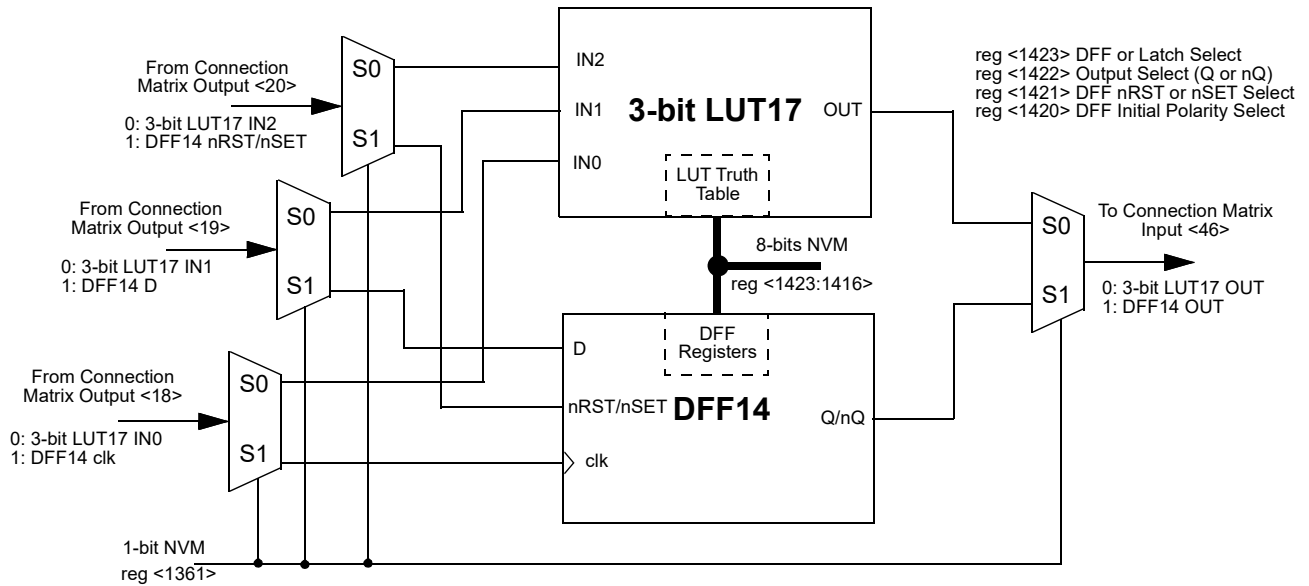 From Connection
Matrix Output <20>
0: 3-bit LUT17 IN2
1: DFF14 nRST/nSET
S0
S1
From Connection
Matrix Output <19>
0: 3-bit LUT17 IN1
1: DFF14 D
S0
S1
From Connection
Matrix Output <18>
0: 3-bit LUT17 IN0
1: DFF14 clk
S0
S1
1-bit NVM
reg <1361>
IN2
IN1
IN0
3-bit LUT17
OUT
LUT Truth
Table
8-bits NVM
reg <1423:1416>
DFF
Registers
D
nRST/nSET
clk
DFF14
Q/nQ
reg <1423> DFF or Latch Select
reg <1422> Output Select (Q or nQ)
reg <1421> DFF nRST or nSET Select
reg <1420> DFF Initial Polarity Select
S0
S1
To Connection Matrix
Input <46>
0: 3-bit LUT17 OUT
1: DFF14 OUT